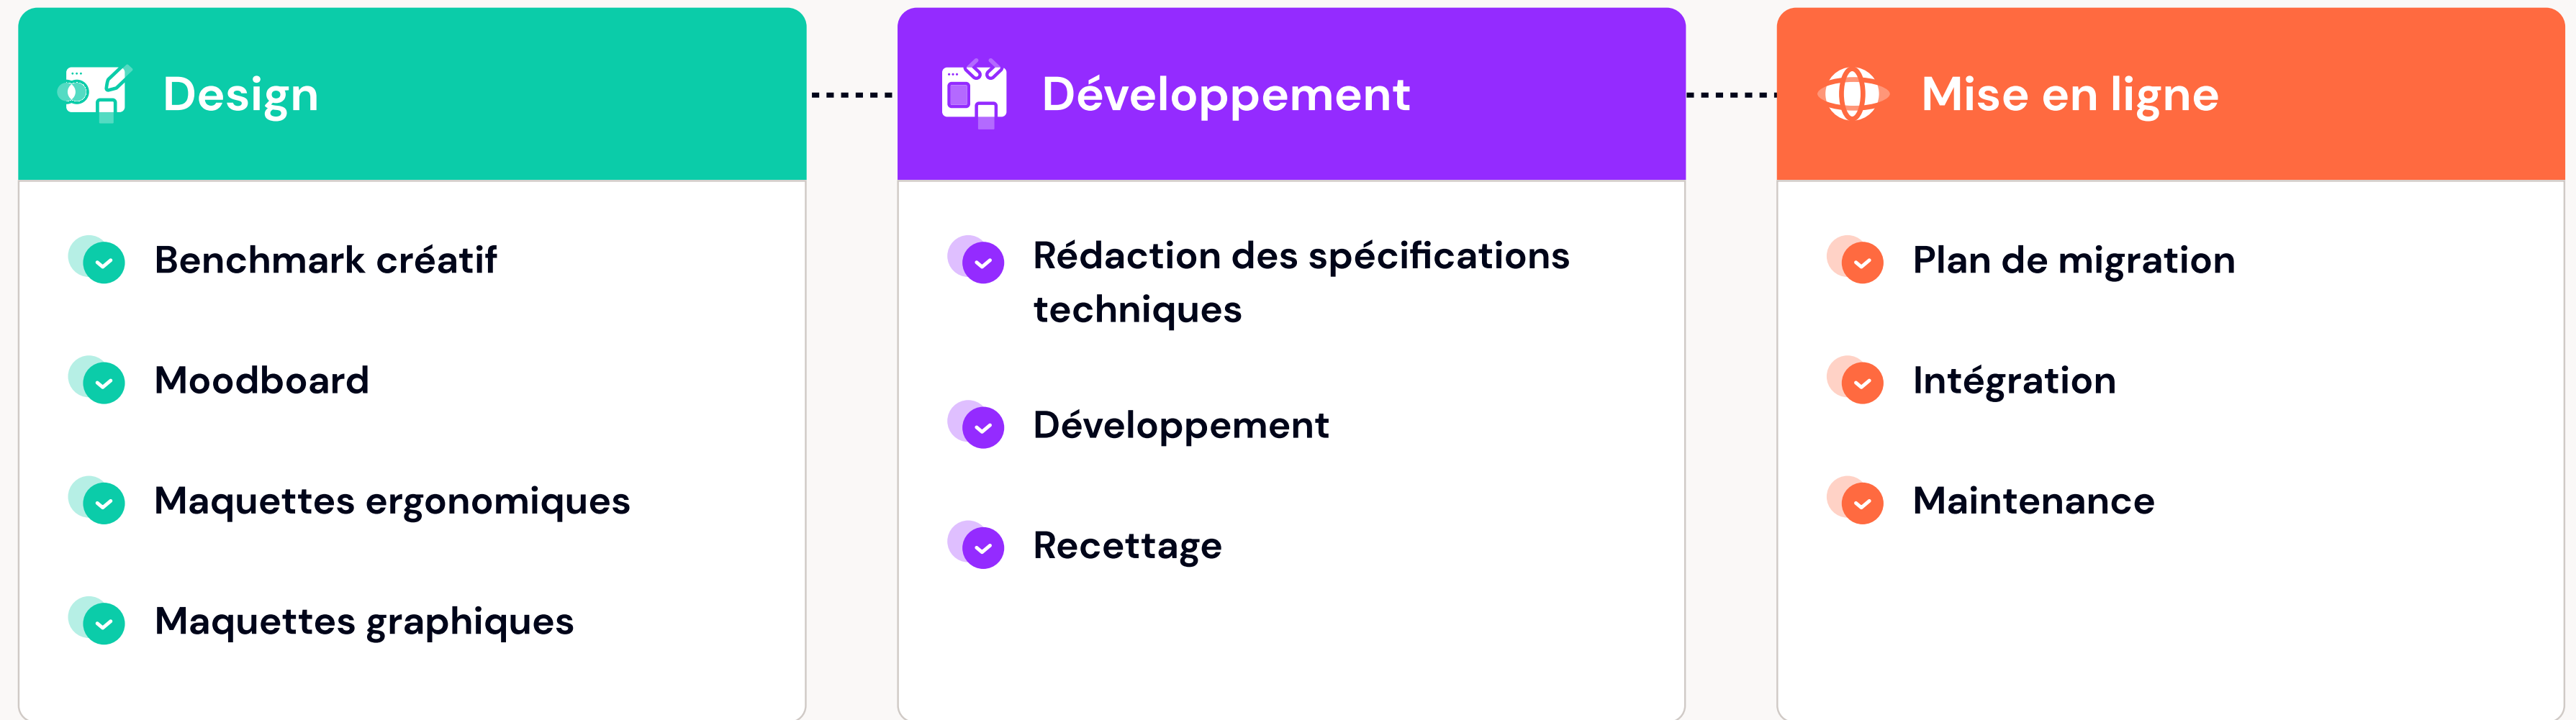 Design
Benchmark créatif
Moodboard
Maquettes ergonomiques
Maquettes graphiques
Développement
Rédaction des spécifications
techniques
Développement
Recettage
Mise en ligne
Plan de migration
Intégration
Maintenance